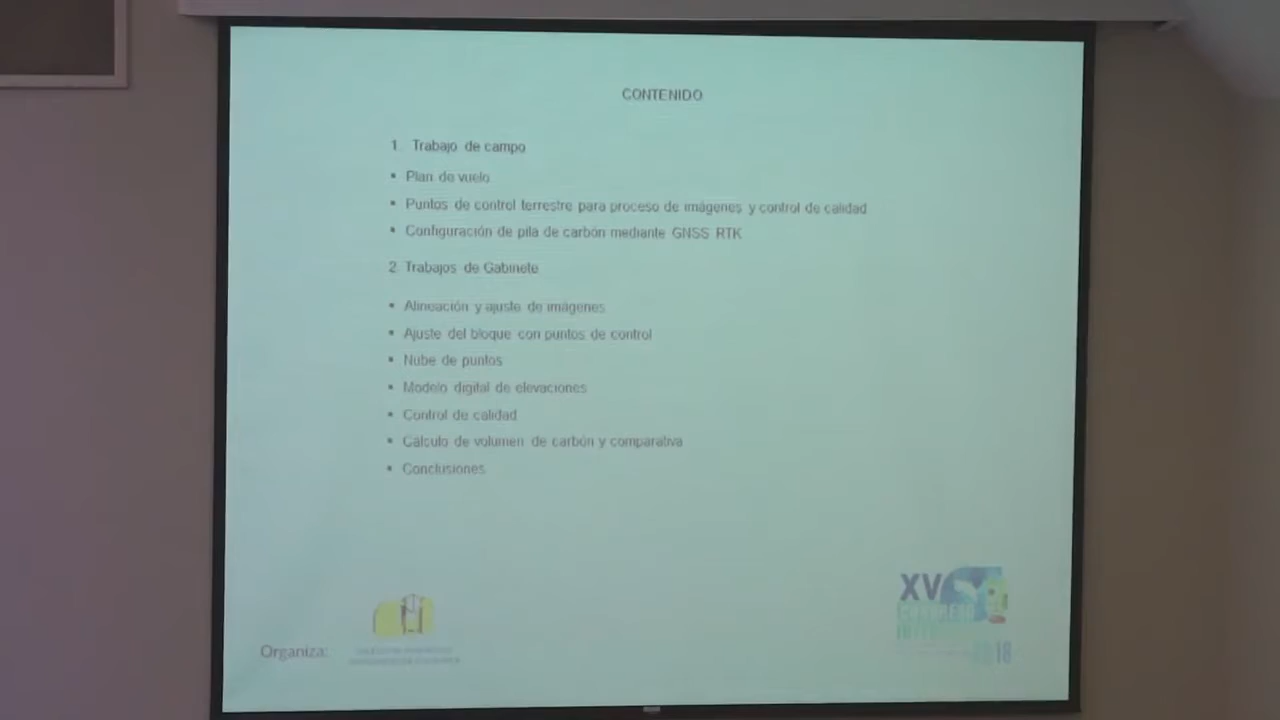 CONTENIDO
1. Trabajo de campo
▪ Plan de vuelo
▪ Puntos de control terrestre para proceso de imágenes y control de calidad
▪ Configuración de pila de carbón mediante GNSS RTK
2. Trabajos de Gabinete
▪ Alineación y ajuste de imágenes
▪ Ajuste del bloque con puntos de control
▪ Nube de puntos
▪ Modelo digital de elevaciones
▪ Control de calidad
▪ Cálculo de volumen de carbón y comparativa
▪ Conclusiones
XV
CONGRESO
18
Organiza: